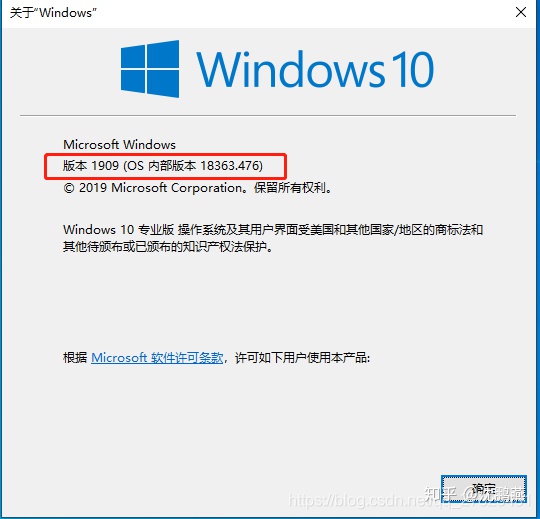 关于“Windows”
Windows 10
Microsoft Windows
版本 1909 (OS 内部版本 18363.476)
© 2019 Microsoft Corporation。保留所有权利。
Windows 10 专业版 操作系统及其用户界面受美国和其他国家/地区的商标法和
其他待颁布或已颁布的知识产权法保护。
根据 Microsoft 软件许可条款，许可如下用户使用本产品:
确定
知乎